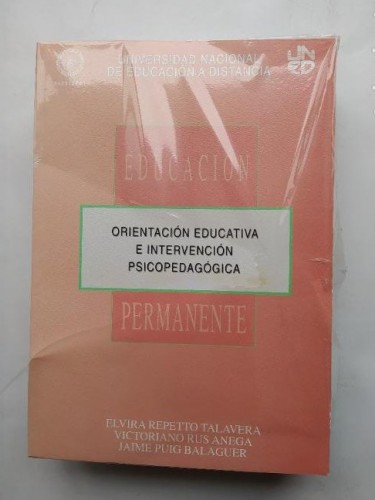 UNIVERSIDAD NACIONAL
DE EDUCACIÓN A DISTANCIA
UNED
EDUCACIÓN
ORIENTACIÓN EDUCATIVA
E INTERVENCIÓN
PSICOPEDAGÓGICA
PERMANENTE
ELVIRA REPETTO TALAVERA
VICTORIANO RUS ANEGA
JAIME PUIG BALAGUER